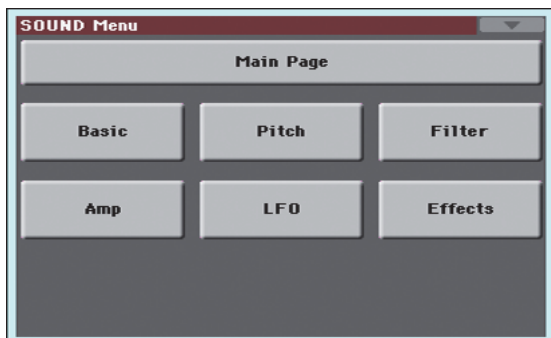 SOUND Menu
Main Page
Basic Pitch Filter
Amp LFO Effects